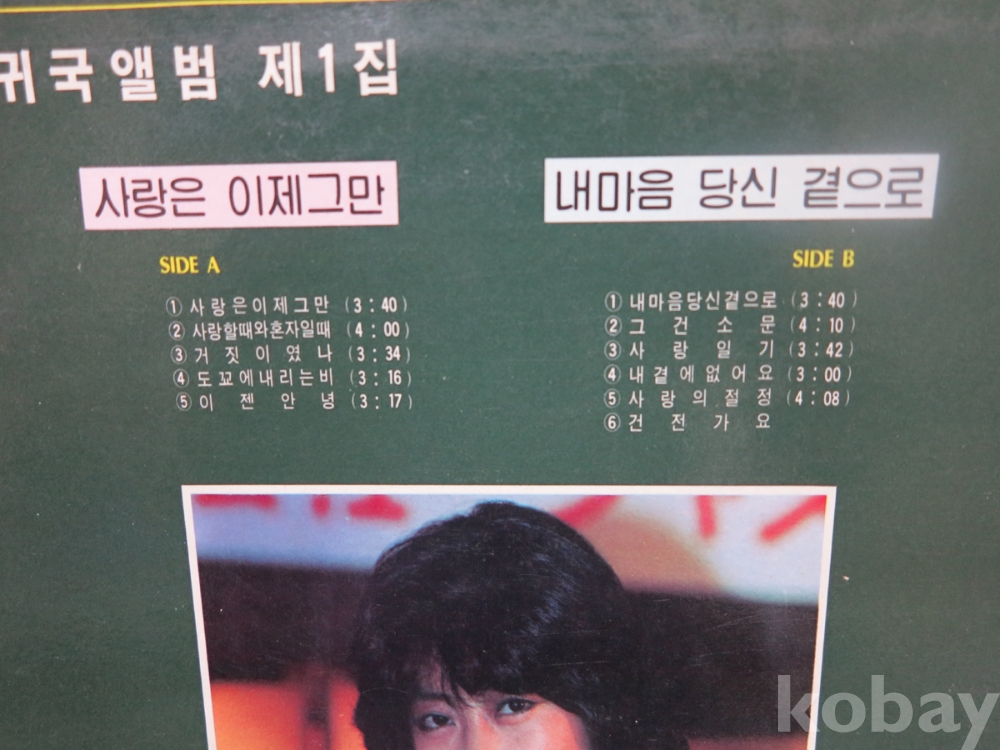 귀국앨범 제1집
사랑은 이제그만
SIDE A
① 사랑은이제그만 (3:40)
② 사랑할때와혼자일때 (4:00)
③ 거짓이였나 (3:34)
④ 도꼬에내리는비 (3:16)
⑤ 이젠안녕 (3:17)
내마음 당신 곁으로
SIDE B
① 내마음당신곁으로 (3:40)
② 그건소문 (4:10)
③ 사랑일기 (3:42)
④ 내곁에없어요 (3:00)
⑤ 사랑의절정 (4:08)
⑥ 건전가요
kobay